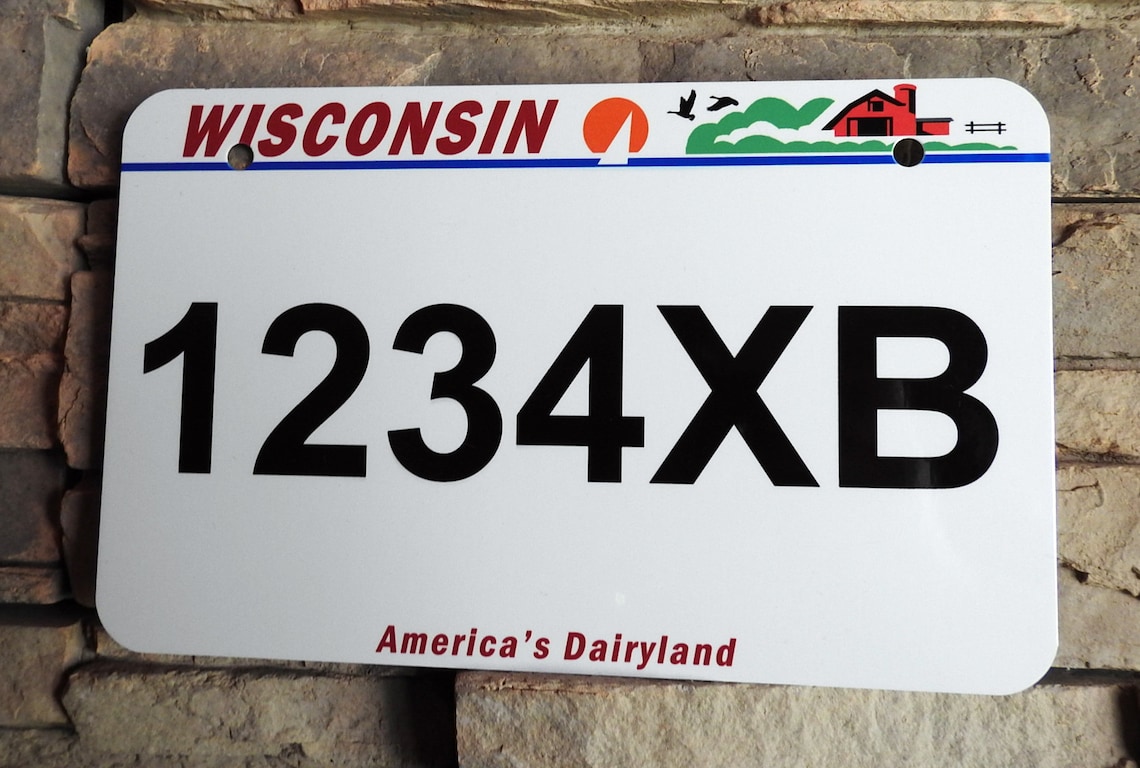 WISCONSIN
1234XB
America's Dairyland